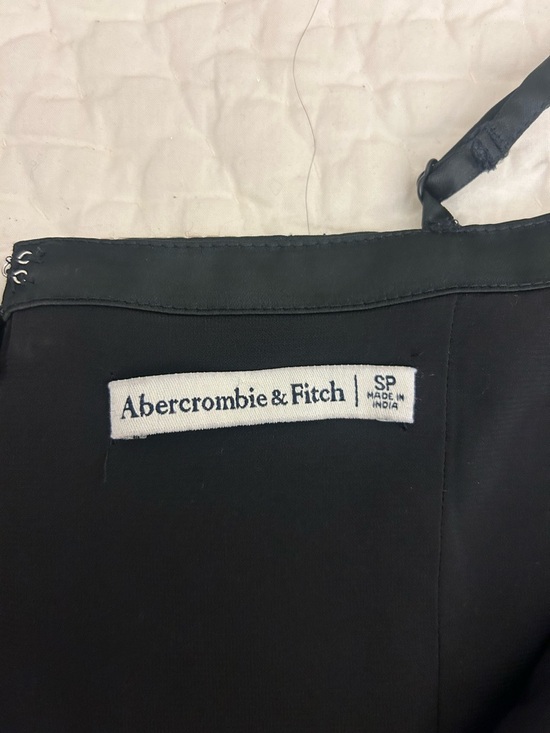 Abercrombie & Fitch | SP
MADE IN
INDIA